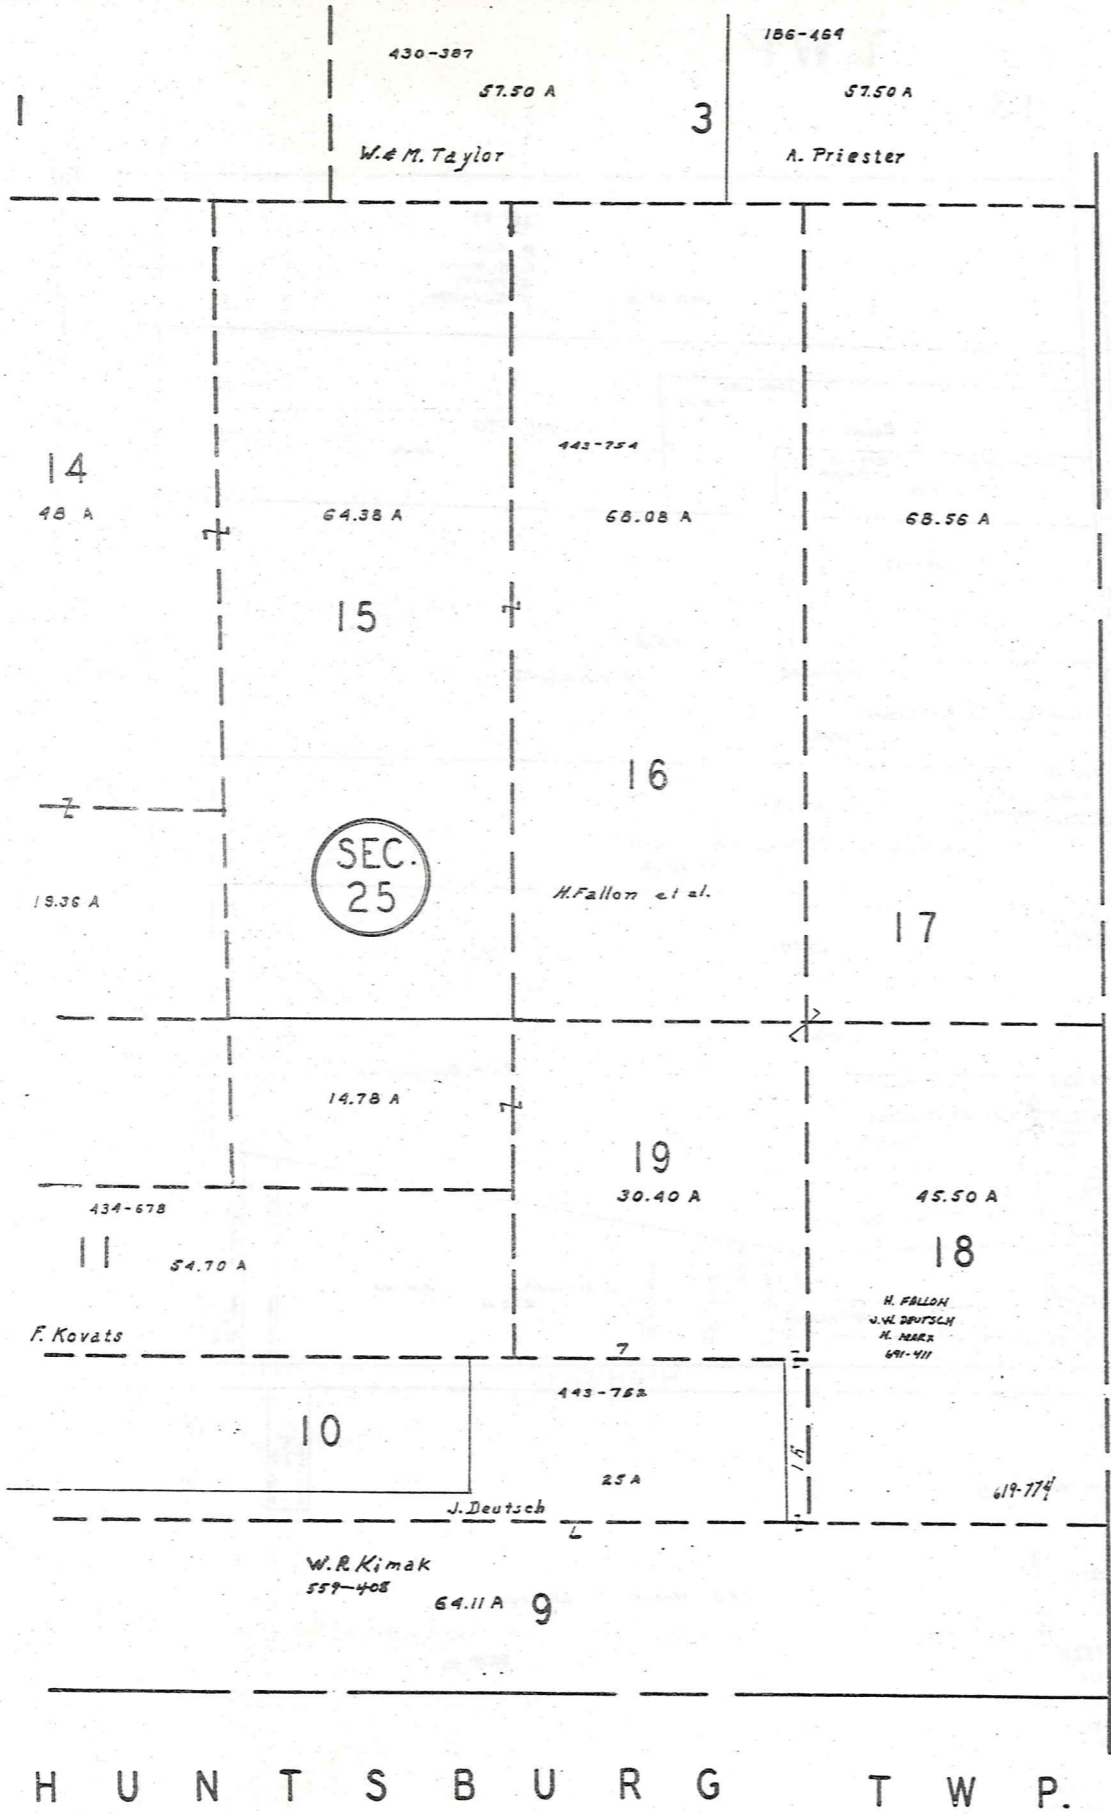 430-387
186-464
57.50 A
57.50 A
1
3
W. & M. Taylor
A. Priester
443-754
14
48 A
64.38 A
68.08 A
68.56 A
15
16
SEC.
25
19.36 A
H. Fallon et al.
17
14.78 A
19
30.40 A
45.50 A
434-678
11
54.70 A
18
H. FALLON
J.W. DEUTSCH
H. MARX
691-411
F. Kovats
7
443-762
10
25 A
619-774
J. Deutsch
W.R. Kimak
559-408
64.11 A
9
HUNTSBURG TWP.